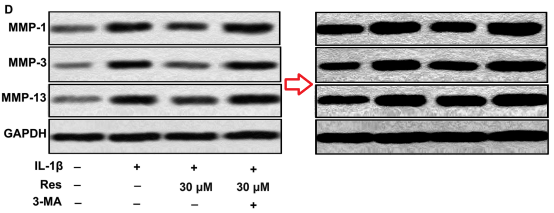 D
MMP-1
MMP-3
MMP-13
GAPDH
IL-1β – + + +
Res – – 30 μM 30 μM
3-MA – – – +